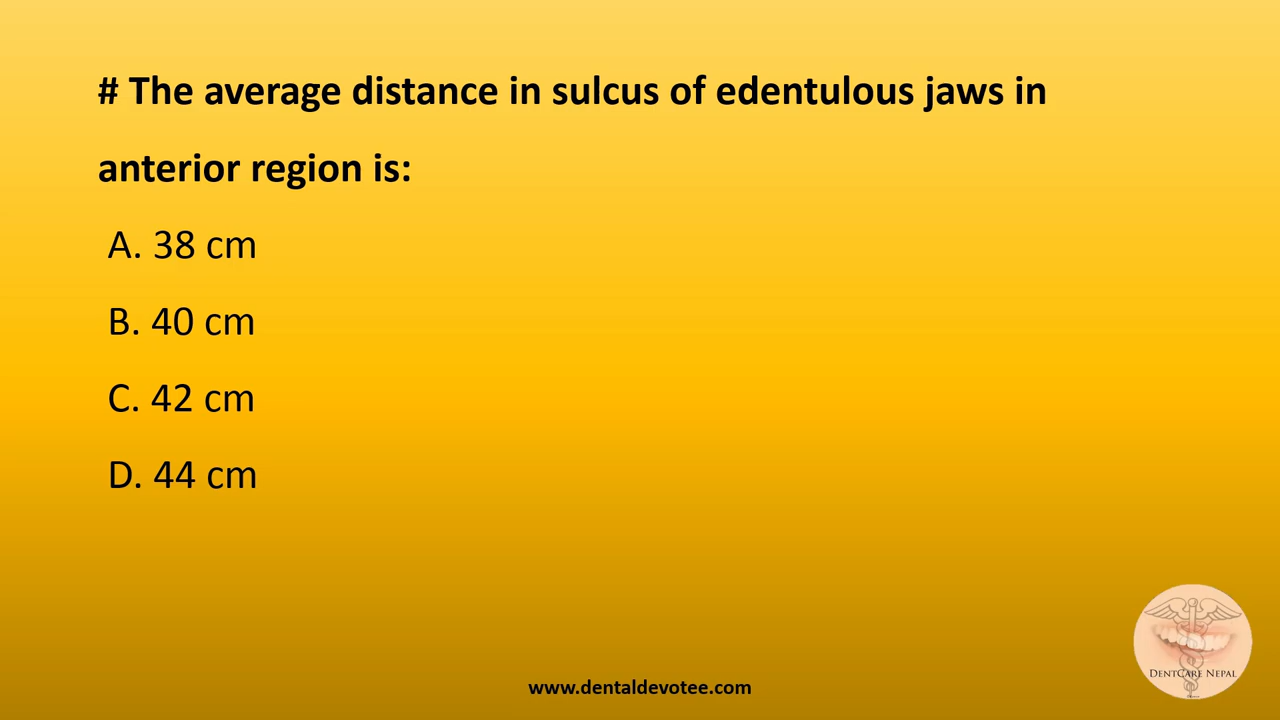 # The average distance in sulcus of edentulous jaws in
anterior region is:
A. 38 cm
B. 40 cm
C. 42 cm
D. 44 cm
DENTCARE NEPAL
www.dentaldevotee.com